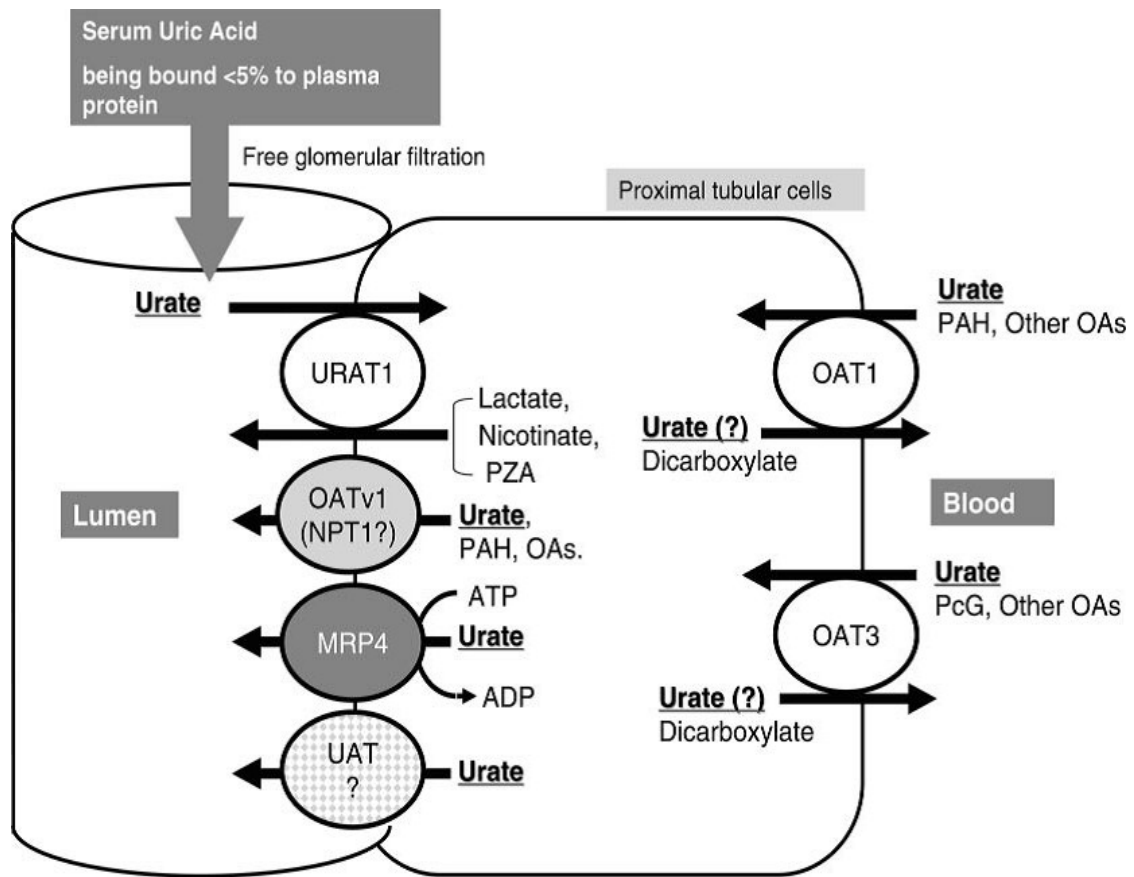 Serum Uric Acid
being bound <5% to plasma
protein
Free glomerular filtration
Proximal tubular cells
Urate
URAT1
Lactate,
Nicotinate,
PZA
OATv1
(NPT1?)
Urate,
PAH, OAs.
Lumen
MRP4
ATP
Urate
ADP
UAT
?
Urate
Urate
PAH, Other OAs
OAT1
Urate (?)
Dicarboxylate
Blood
Urate
PcG, Other OAs
OAT3
Urate (?)
Dicarboxylate